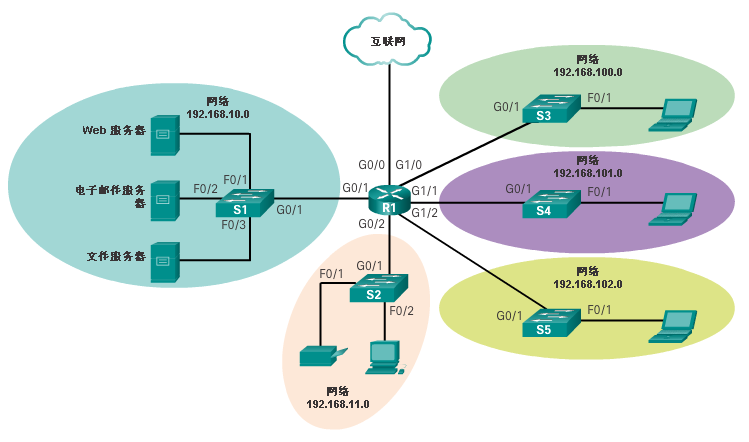 互联网
网络
192.168.10.0
Web 服务器
电子邮件服务
器
文件服务器
F0/1
F0/2
F0/3
S1
G0/1
G0/0
G1/0
G0/1
G1/1
R1
G1/2
G0/2
网络
192.168.100.0
G0/1
F0/1
S3
网络
192.168.101.0
G0/1
F0/1
S4
网络
192.168.102.0
G0/1
F0/1
S5
F0/1
G0/1
S2
F0/2
网络
192.168.11.0